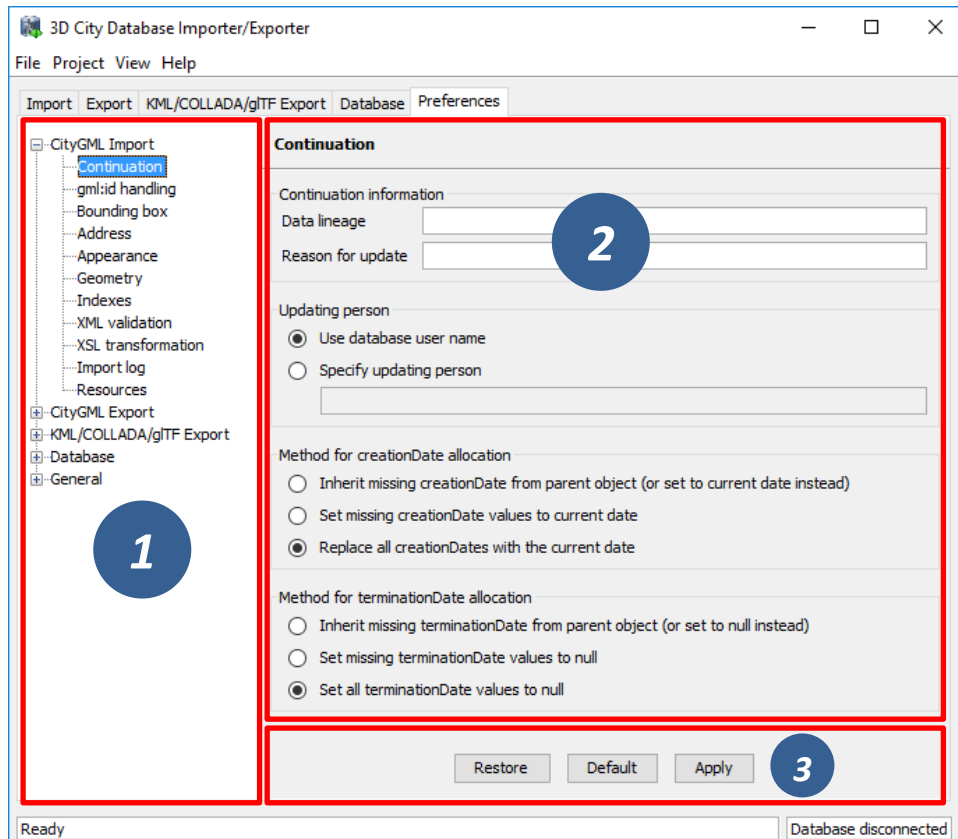 3D City Database Importer/Exporter
File Project View Help
Import Export KML/COLLADA/glTF Export Database Preferences
CityGML Import
Continuation
gml:id handling
Bounding box
Address
Appearance
Geometry
Indexes
XML validation
XSL transformation
Import log
Resources
CityGML Export
KML/COLLADA/glTF Export
Database
General
1
Continuation
Continuation information
Data lineage
Reason for update
2
Updating person
Use database user name
Specify updating person
Method for creationDate allocation
Inherit missing creationDate from parent object (or set to current date instead)
Set missing creationDate values to current date
Replace all creationDates with the current date
Method for terminationDate allocation
Inherit missing terminationDate from parent object (or set to null instead)
Set missing terminationDate values to null
Set all terminationDate values to null
Restore Default Apply
3
Ready Database disconnected